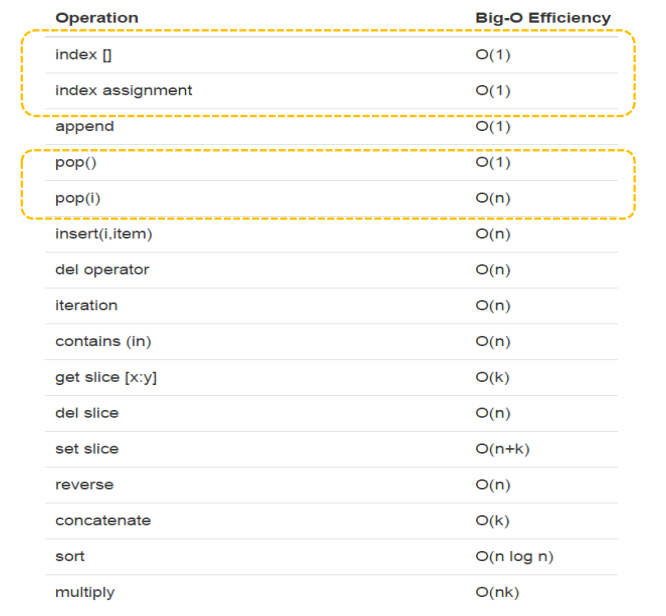 Operation Big-O Efficiency
index [] O(1)
index assignment O(1)
append O(1)
pop() O(1)
pop(i) O(n)
insert(i,item) O(n)
del operator O(n)
iteration O(n)
contains (in) O(n)
get slice [x:y] O(k)
del slice O(n)
set slice O(n+k)
reverse O(n)
concatenate O(k)
sort O(n log n)
multiply O(nk)